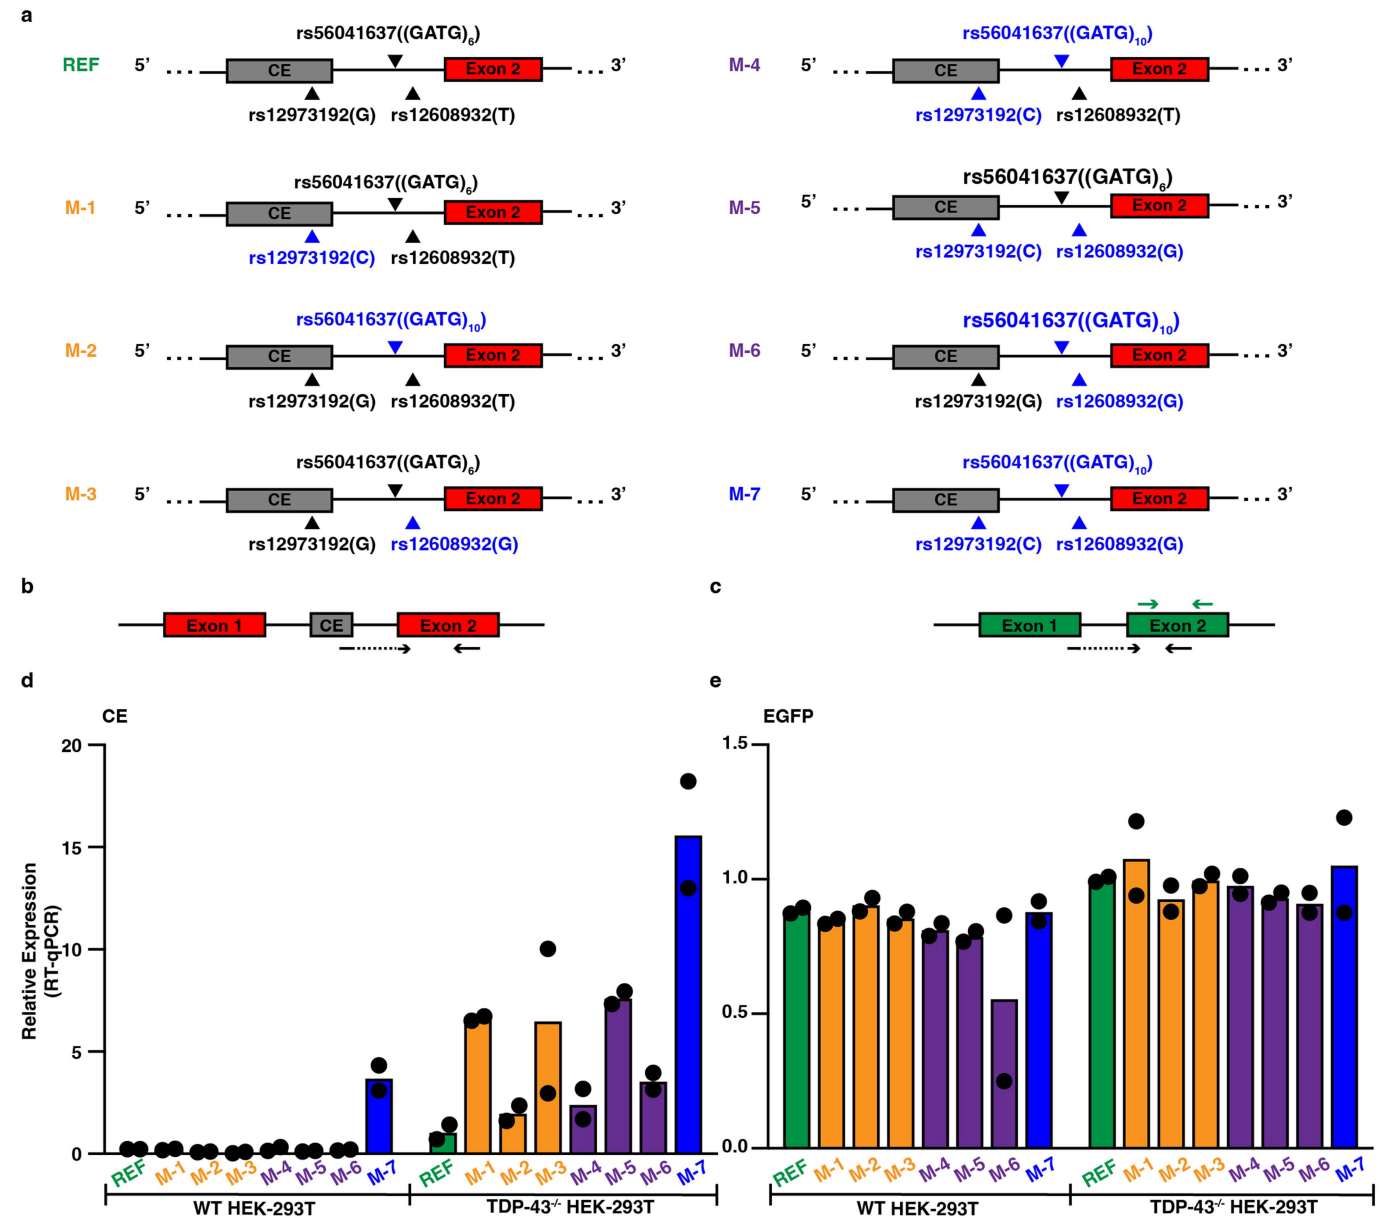 a
REF 5’ CE rs56041637((GATG)6) Exon 2 3’
rs12973192(G) rs12608932(T)
M-4 5’ CE rs56041637((GATG)10) Exon 2 3’
rs12973192(C) rs12608932(T)
M-1 5’ CE rs56041637((GATG)6) Exon 2 3’
rs12973192(C) rs12608932(T)
M-5 5’ CE rs56041637((GATG)6) Exon 2 3’
rs12973192(C) rs12608932(G)
M-2 5’ CE rs56041637((GATG)10) Exon 2 3’
rs12973192(G) rs12608932(T)
M-6 5’ CE rs56041637((GATG)10) Exon 2 3’
rs12973192(G) rs12608932(G)
M-3 5’ CE rs56041637((GATG)6) Exon 2 3’
rs12973192(G) rs12608932(G)
M-7 5’ CE rs56041637((GATG)10) Exon 2 3’
rs12973192(C) rs12608932(G)
b
Exon 1 CE Exon 2
c
Exon 1 Exon 2
d
CE
Relative Expression
(RT-qPCR)
20
15
10
5
0
REF M-1 M-2 M-3 M-4 M-5 M-6 M-7 REF M-1 M-2 M-3 M-4 M-5 M-6 M-7
WT HEK-293T TDP-43-/- HEK-293T
e
EGFP
1.5
1.0
0.5
0.0
REF M-1 M-2 M-3 M-4 M-5 M-6 M-7 REF M-1 M-2 M-3 M-4 M-5 M-6 M-7
WT HEK-293T TDP-43-/- HEK-293T